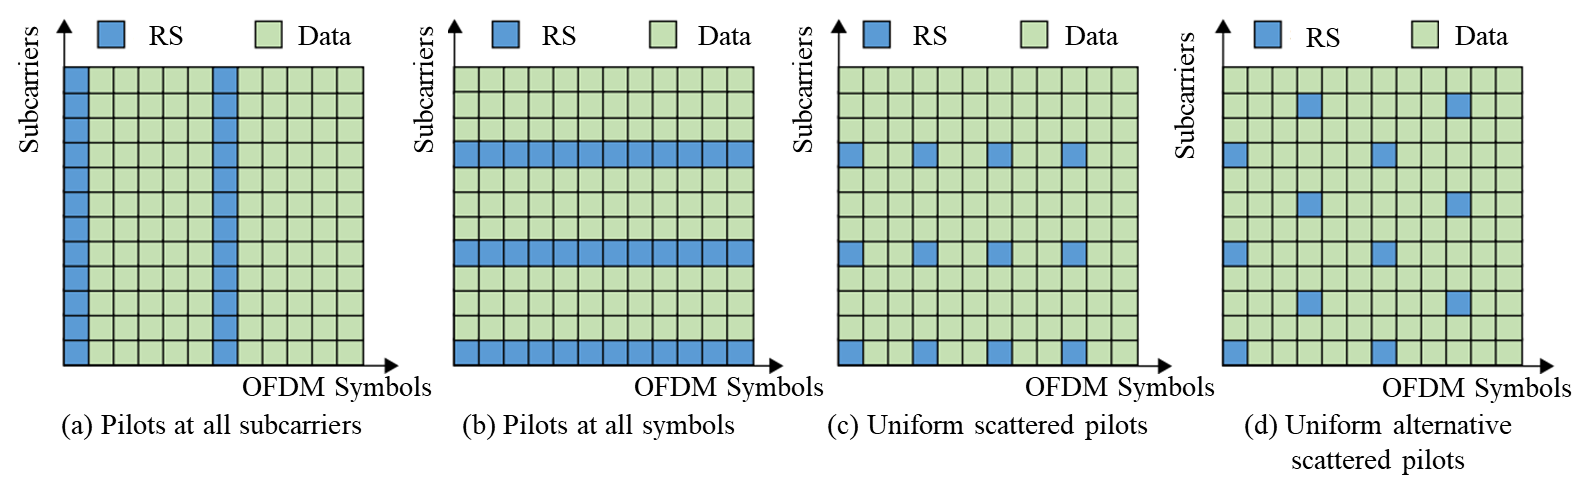 RS Data
Subcarriers
OFDM Symbols
(a) Pilots at all subcarriers
RS Data
Subcarriers
OFDM Symbols
(b) Pilots at all symbols
RS Data
Subcarriers
OFDM Symbols
(c) Uniform scattered pilots
RS Data
Subcarriers
OFDM Symbols
(d) Uniform alternative
scattered pilots